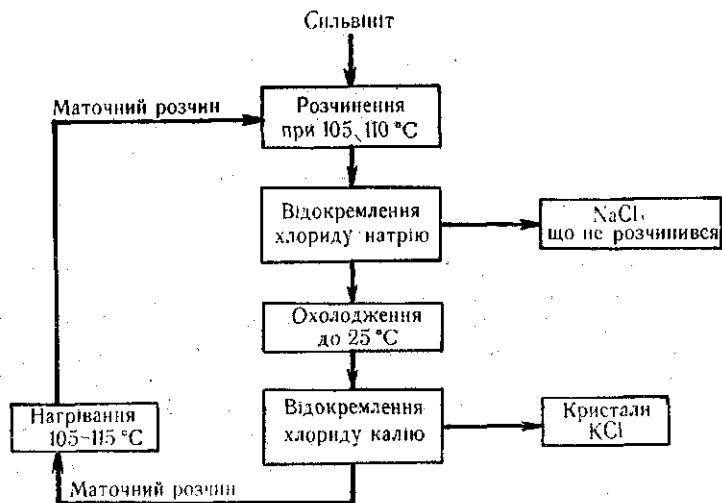 Сильвініт
Маточний розчин
Розчинення
при 105, 110 °C
Відокремлення
хлориду натрію
NaCl,
що не розчинився
Охолодження
до 25 °C
Нагрівання
105–115 °C
Відокремлення
хлориду калію
Кристали
KCl
Маточний розчин